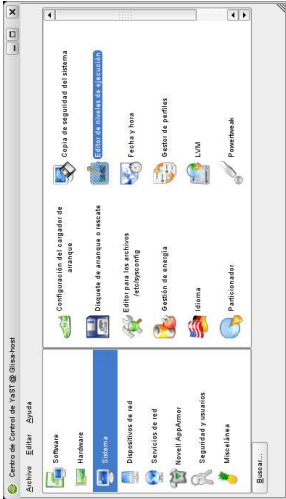 Centro de Control de YaST @ Glisa-host
Archivo Editar Ayuda
Software
Hardware
Sistema
Dispositivos de red
Servicios de red
Novell AppArmor
Seguridad y usuarios
Miscelánea
Buscar...
Configuración del cargador de
arranque
Copia de seguridad del sistema
Disquete de arranque o rescate
Editor de niveles de ejecución
Editor para los archivos
/etc/sysconfig
Fecha y hora
Gestión de energía
Gestor de perfiles
Idioma
LVM
Particionador
Powertweak